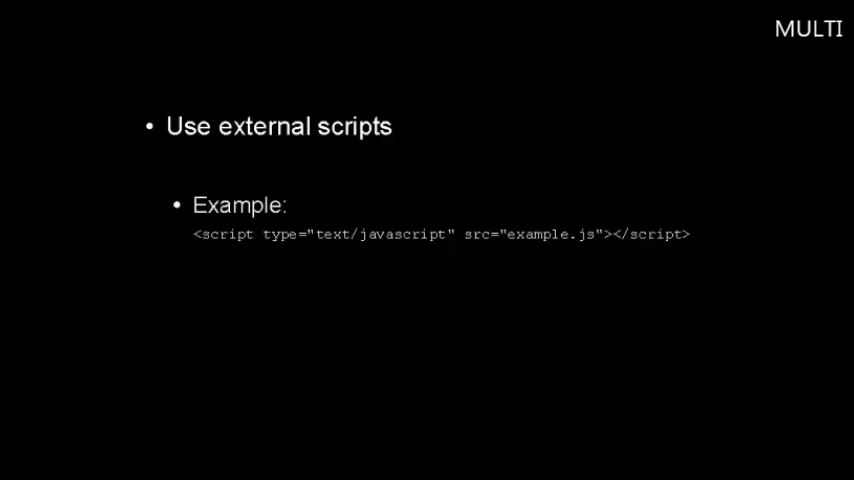 MULTI
• Use external scripts
• Example:
<script type="text/javascript" src="example.js"></script>